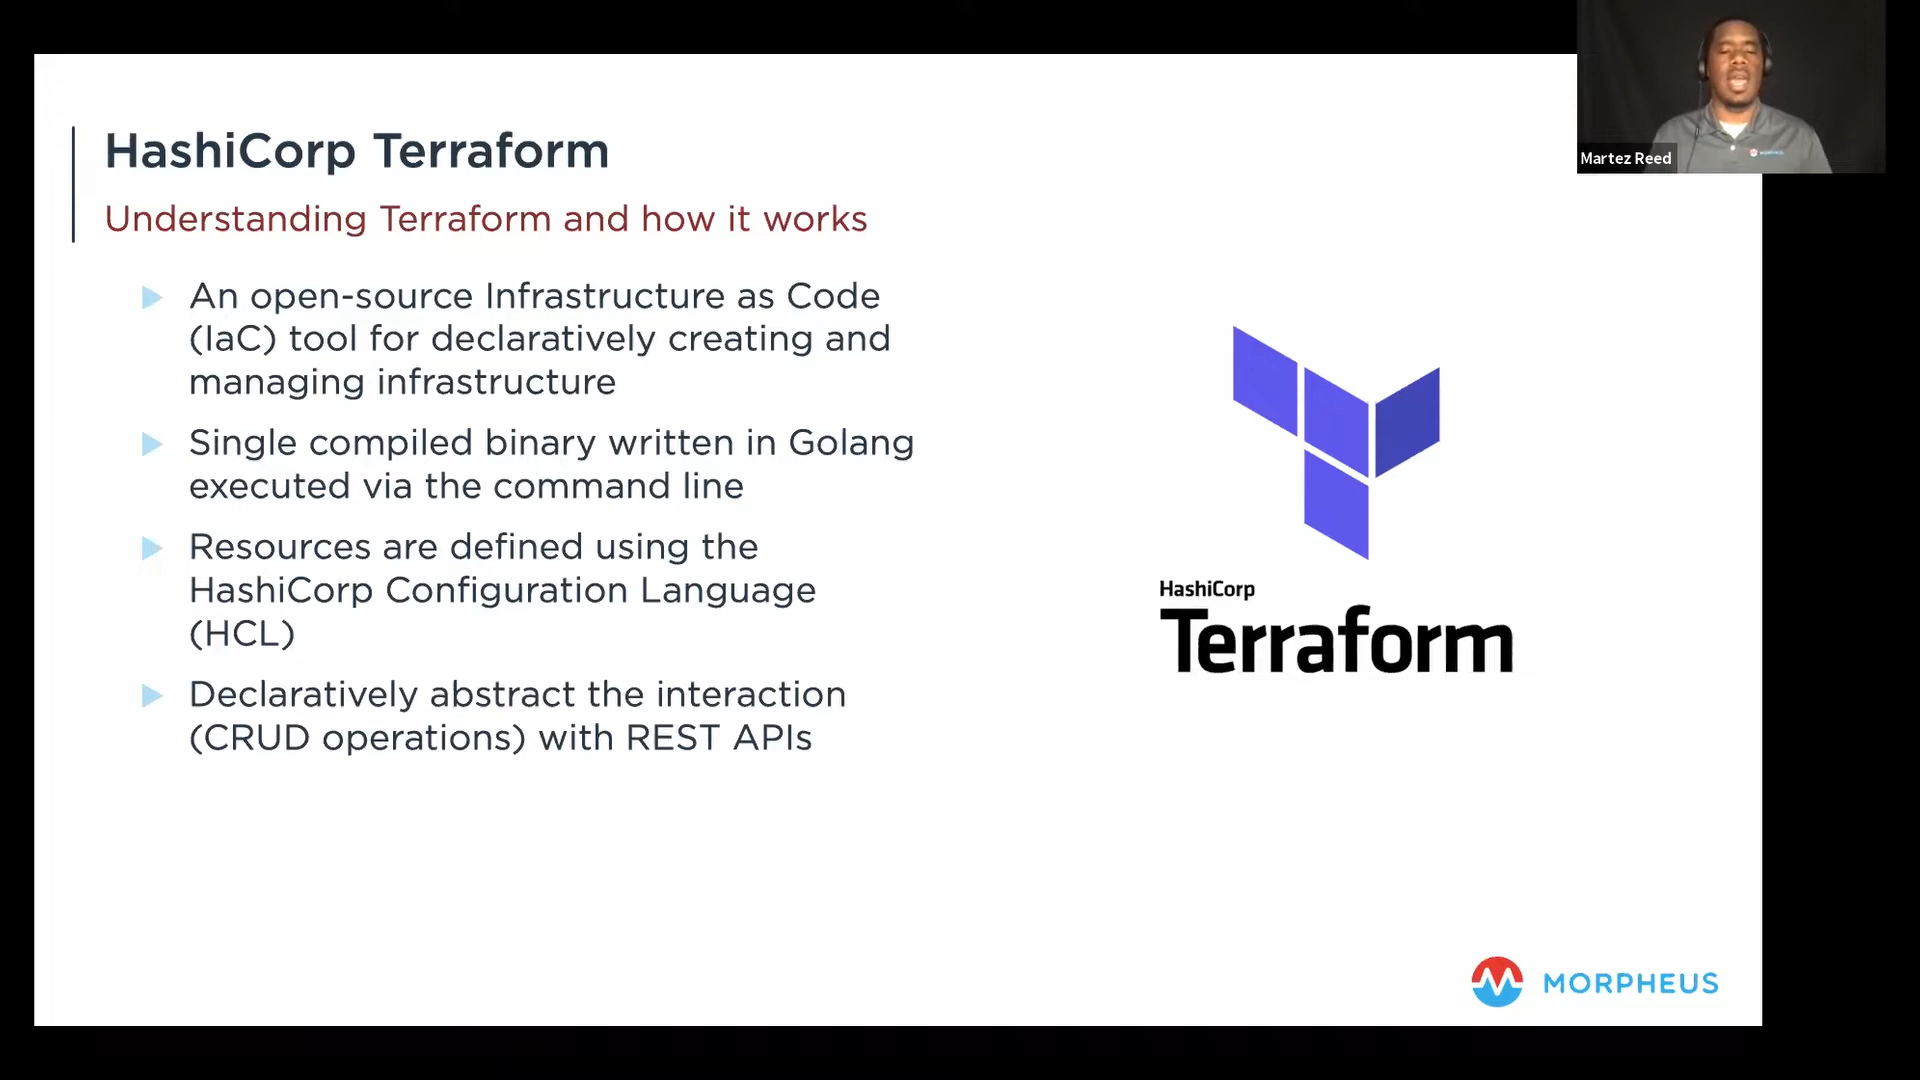 HashiCorp Terraform
Understanding Terraform and how it works
An open-source Infrastructure as Code
(IaC) tool for declaratively creating and
managing infrastructure
Single compiled binary written in Golang
executed via the command line
Resources are defined using the
HashiCorp Configuration Language
(HCL)
Declaratively abstract the interaction
(CRUD operations) with REST APIs
HashiCorp
Terraform
Martez Reed
MORPHEUS
MORPHEUS